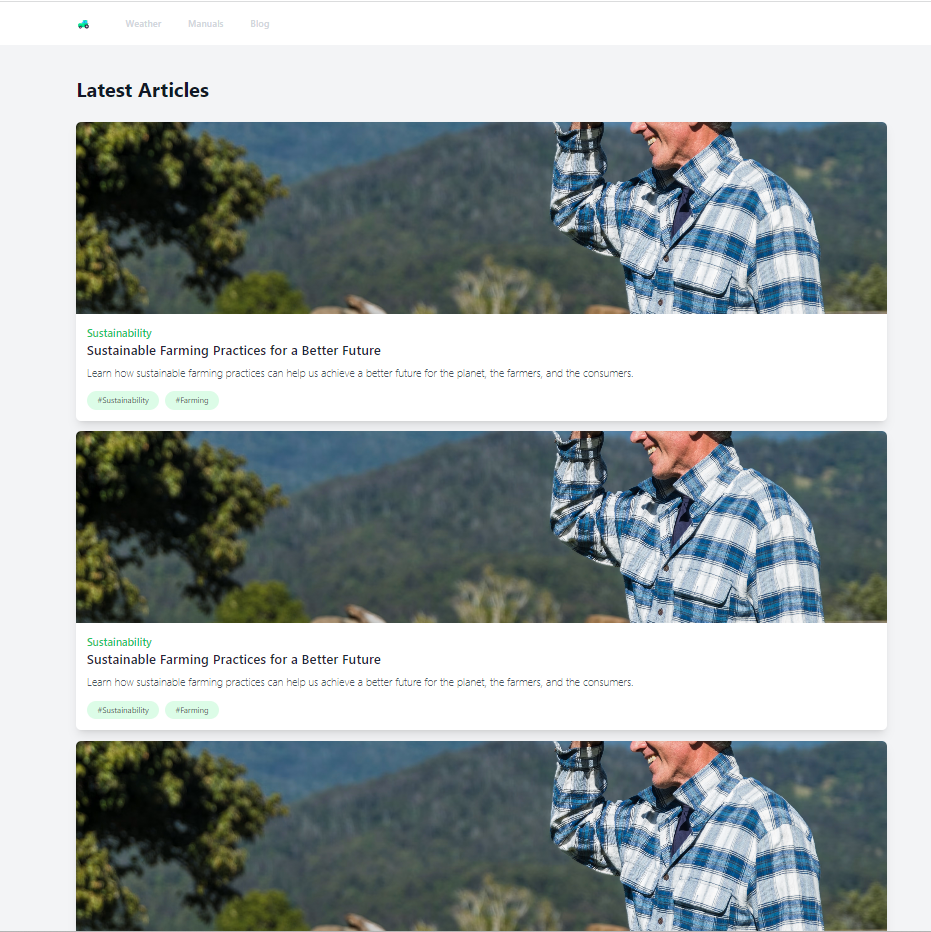 Weather Manuals Blog
Latest Articles
Sustainability
Sustainable Farming Practices for a Better Future
Learn how sustainable farming practices can help us achieve a better future for the planet, the farmers, and the consumers.
#Sustainability #Farming
Sustainability
Sustainable Farming Practices for a Better Future
Learn how sustainable farming practices can help us achieve a better future for the planet, the farmers, and the consumers.
#Sustainability #Farming